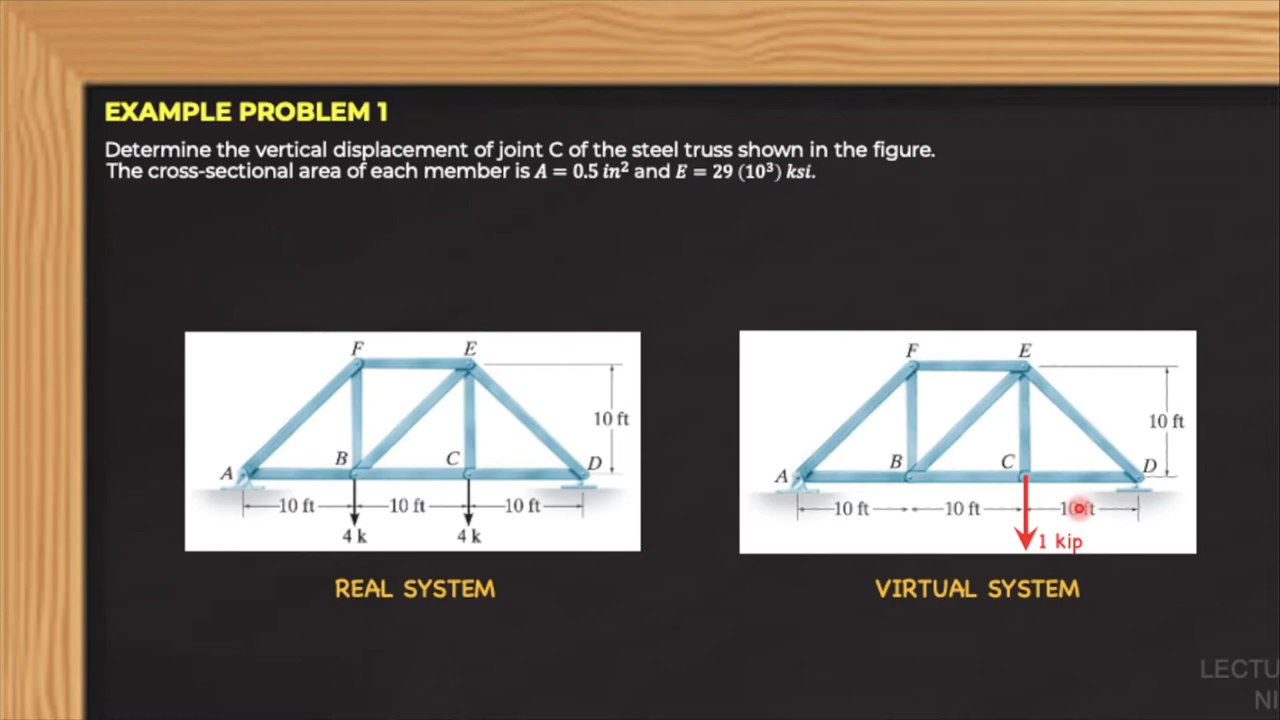 EXAMPLE PROBLEM 1
Determine the vertical displacement of joint C of the steel truss shown in the figure.
The cross-sectional area of each member is A = 0.5 in² and E = 29 (10³) ksi.
F E
10 ft
A B C D
10 ft 10 ft 10 ft
4 k 4 k
REAL SYSTEM
F E
10 ft
A B C D
10 ft 10 ft 10 ft
1 kip
VIRTUAL SYSTEM